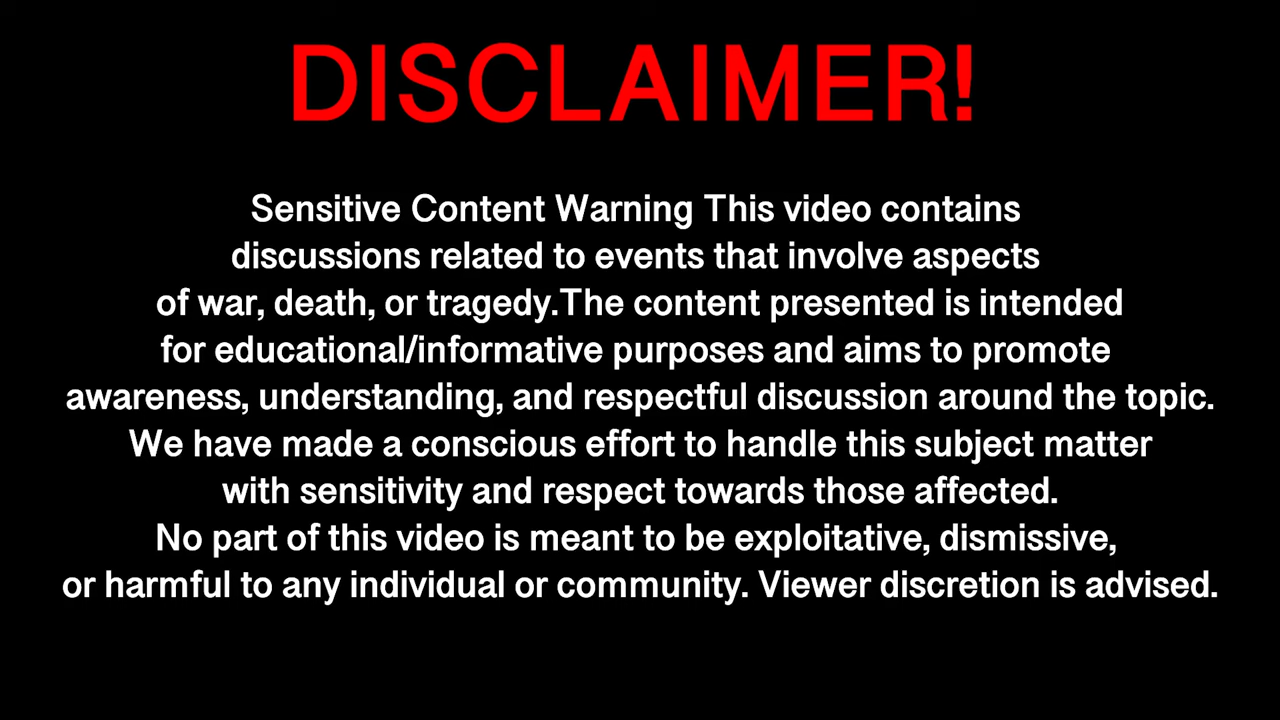 DISCLAIMER!
Sensitive Content Warning This video contains
discussions related to events that involve aspects
of war, death, or tragedy.The content presented is intended
for educational/informative purposes and aims to promote
awareness, understanding, and respectful discussion around the topic.
We have made a conscious effort to handle this subject matter
with sensitivity and respect towards those affected.
No part of this video is meant to be exploitative, dismissive,
or harmful to any individual or community. Viewer discretion is advised.